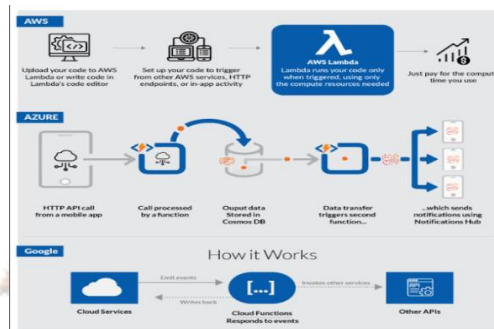 AWS
Upload your code to AWS
Lambda or write code in
Lambda's code editor
Set up your code to trigger
from other AWS services, HTTP
endpoints, or in-app activity
AWS Lambda
Lambda runs your code only
when triggered, using only
the compute resources needed
Just pay for the comput
time you use
AZURE
HTTP API call
from a mobile app
Call processed
by a function
Ouput data
Stored in
Cosmos DB
Data transfer
triggers second
function...
...which sends
notifications using
Notifications Hub
Google
How it Works
Emit events
Writes back
Invokes other services
[...]
Cloud Services
Cloud Functions
Responds to events
Other APIs